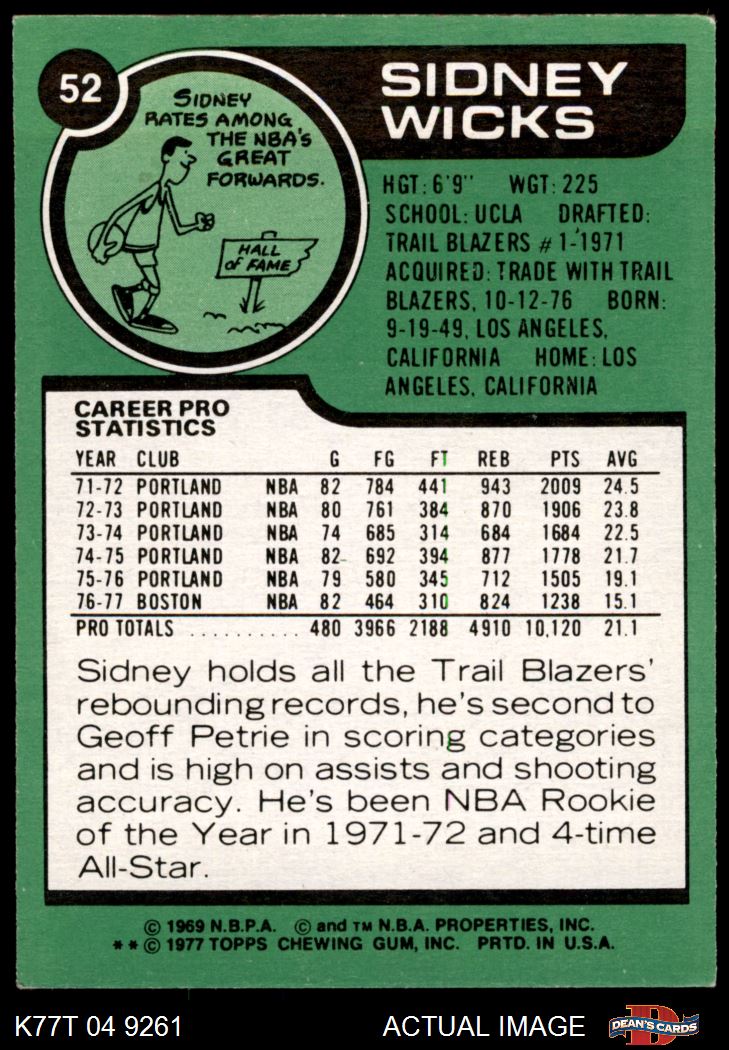 52
SIDNEY
RATES AMONG
THE NBA'S
GREAT
FORWARDS.
HALL
of FAME
SIDNEY
WICKS
HGT: 6'9" WGT: 225
SCHOOL: UCLA DRAFTED:
TRAIL BLAZERS #1-1971
ACQUIRED: TRADE WITH TRAIL
BLAZERS, 10-12-76 BORN:
9-19-49, LOS ANGELES,
CALIFORNIA HOME: LOS
ANGELES, CALIFORNIA
CAREER PRO
STATISTICS
YEAR CLUB G FG FT REB PTS AVG
71-72 PORTLAND NBA 82 784 441 943 2009 24.5
72-73 PORTLAND NBA 80 761 384 870 1906 23.8
73-74 PORTLAND NBA 74 685 314 684 1684 22.5
74-75 PORTLAND NBA 82 692 394 877 1778 21.7
75-76 PORTLAND NBA 79 580 345 712 1505 19.1
76-77 BOSTON NBA 82 464 310 824 1238 15.1
PRO TOTALS .......... 480 3966 2188 4910 10,120 21.1
Sidney holds all the Trail Blazers'
rebounding records, he's second to
Geoff Petrie in scoring categories
and is high on assists and shooting
accuracy. He's been NBA Rookie
of the Year in 1971-72 and 4-time
All-Star.
© 1969 N.B.P.A. © and TM N.B.A. PROPERTIES, INC.
* * © 1977 TOPPS CHEWING GUM, INC. PRTD. IN U.S.A.
K77T 04 9261 ACTUAL IMAGE D DEAN'S CARDS